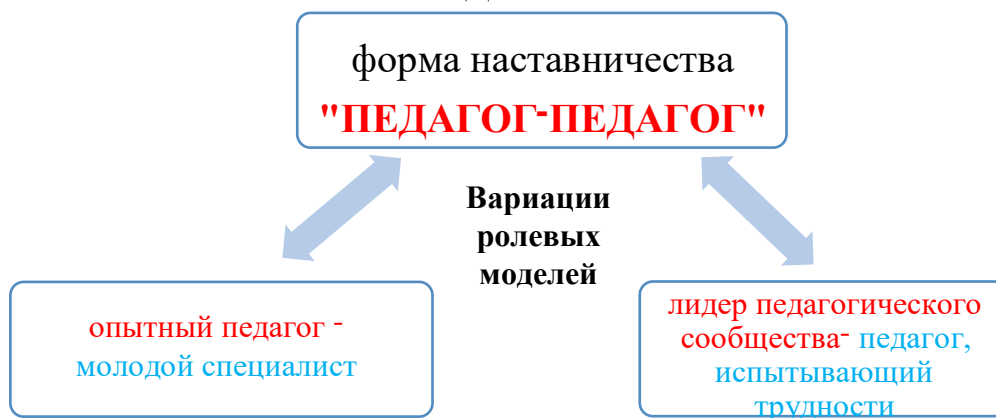 форма наставничества
"ПЕДАГОГ-ПЕДАГОГ"
Вариации
ролевых
моделей
опытный педагог -
молодой специалист
лидер педагогического
сообщества- педагог,
испытывающий
трудности